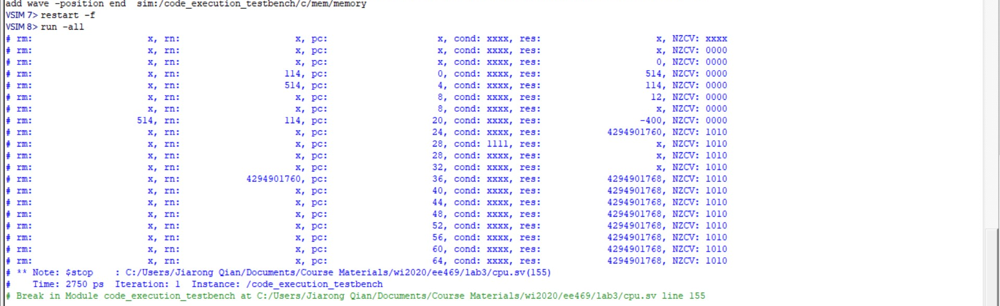 add wave -position end  sim:/code_execution_testbench/c/mem/memory
VSIM 7> restart -f
VSIM 8> run -all
# rm:                     x, rn:                     x, pc:                    x, cond: xxxx, res:                     x, NZCV: xxxx
# rm:                     x, rn:                     x, pc:                    x, cond: xxxx, res:                     x, NZCV: 0000
# rm:                     x, rn:                     x, pc:                    x, cond: xxxx, res:                     0, NZCV: 0000
# rm:                     x, rn:                   114, pc:                    0, cond: xxxx, res:                   514, NZCV: 0000
# rm:                     x, rn:                   514, pc:                    4, cond: xxxx, res:                   114, NZCV: 0000
# rm:                     x, rn:                     x, pc:                    8, cond: xxxx, res:                    12, NZCV: 0000
# rm:                     x, rn:                     x, pc:                    8, cond: xxxx, res:                     x, NZCV: 0000
# rm:                   514, rn:                   114, pc:                   20, cond: xxxx, res:                  -400, NZCV: 0000
# rm:                     x, rn:                     x, pc:                   24, cond: xxxx, res:            4294901760, NZCV: 1010
# rm:                     x, rn:                     x, pc:                   28, cond: 1111, res:                     x, NZCV: 1010
# rm:                     x, rn:                     x, pc:                   28, cond: xxxx, res:                     x, NZCV: 1010
# rm:                     x, rn:                     x, pc:                   32, cond: xxxx, res:                     x, NZCV: 1010
# rm:                     x, rn:            4294901760, pc:                   36, cond: xxxx, res:            4294901768, NZCV: 1010
# rm:                     x, rn:                     x, pc:                   40, cond: xxxx, res:            4294901768, NZCV: 1010
# rm:                     x, rn:                     x, pc:                   44, cond: xxxx, res:            4294901768, NZCV: 1010
# rm:                     x, rn:                     x, pc:                   48, cond: xxxx, res:            4294901768, NZCV: 1010
# rm:                     x, rn:                     x, pc:                   52, cond: xxxx, res:            4294901768, NZCV: 1010
# rm:                     x, rn:                     x, pc:                   56, cond: xxxx, res:            4294901768, NZCV: 1010
# rm:                     x, rn:                     x, pc:                   60, cond: xxxx, res:            4294901768, NZCV: 1010
# rm:                     x, rn:                     x, pc:                   64, cond: xxxx, res:            4294901768, NZCV: 1010
# ** Note: $stop    : C:/Users/Jiarong Qian/Documents/Course Materials/wi2020/ee469/lab3/cpu.sv(155)
#    Time: 2750 ps  Iteration: 1  Instance: /code_execution_testbench
# Break in Module code_execution_testbench at C:/Users/Jiarong Qian/Documents/Course Materials/wi2020/ee469/lab3/cpu.sv line 155